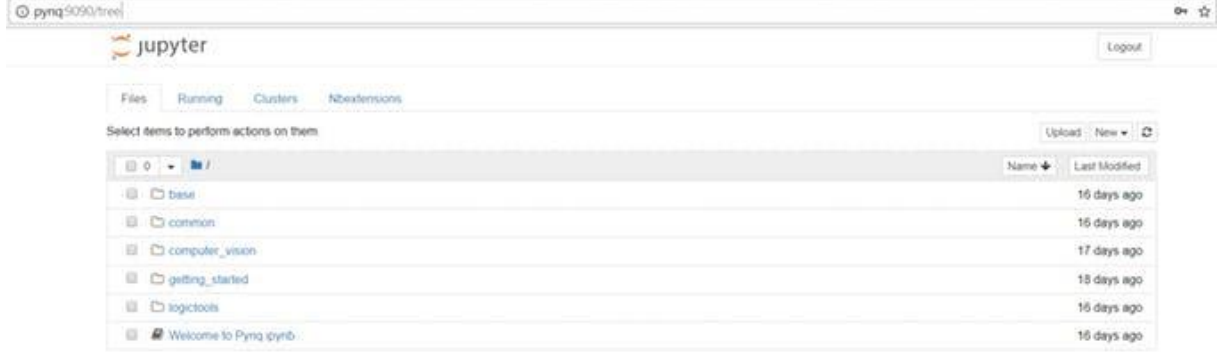 pynq:9090/tree
jupyter
Logout
Files Running Clusters Nbextensions
Select items to perform actions on them
Upload New
0 /
Name Last Modified
base 16 days ago
common 16 days ago
computer_vision 17 days ago
getting_started 18 days ago
logictools 16 days ago
Welcome to Pynq.ipynb 16 days ago